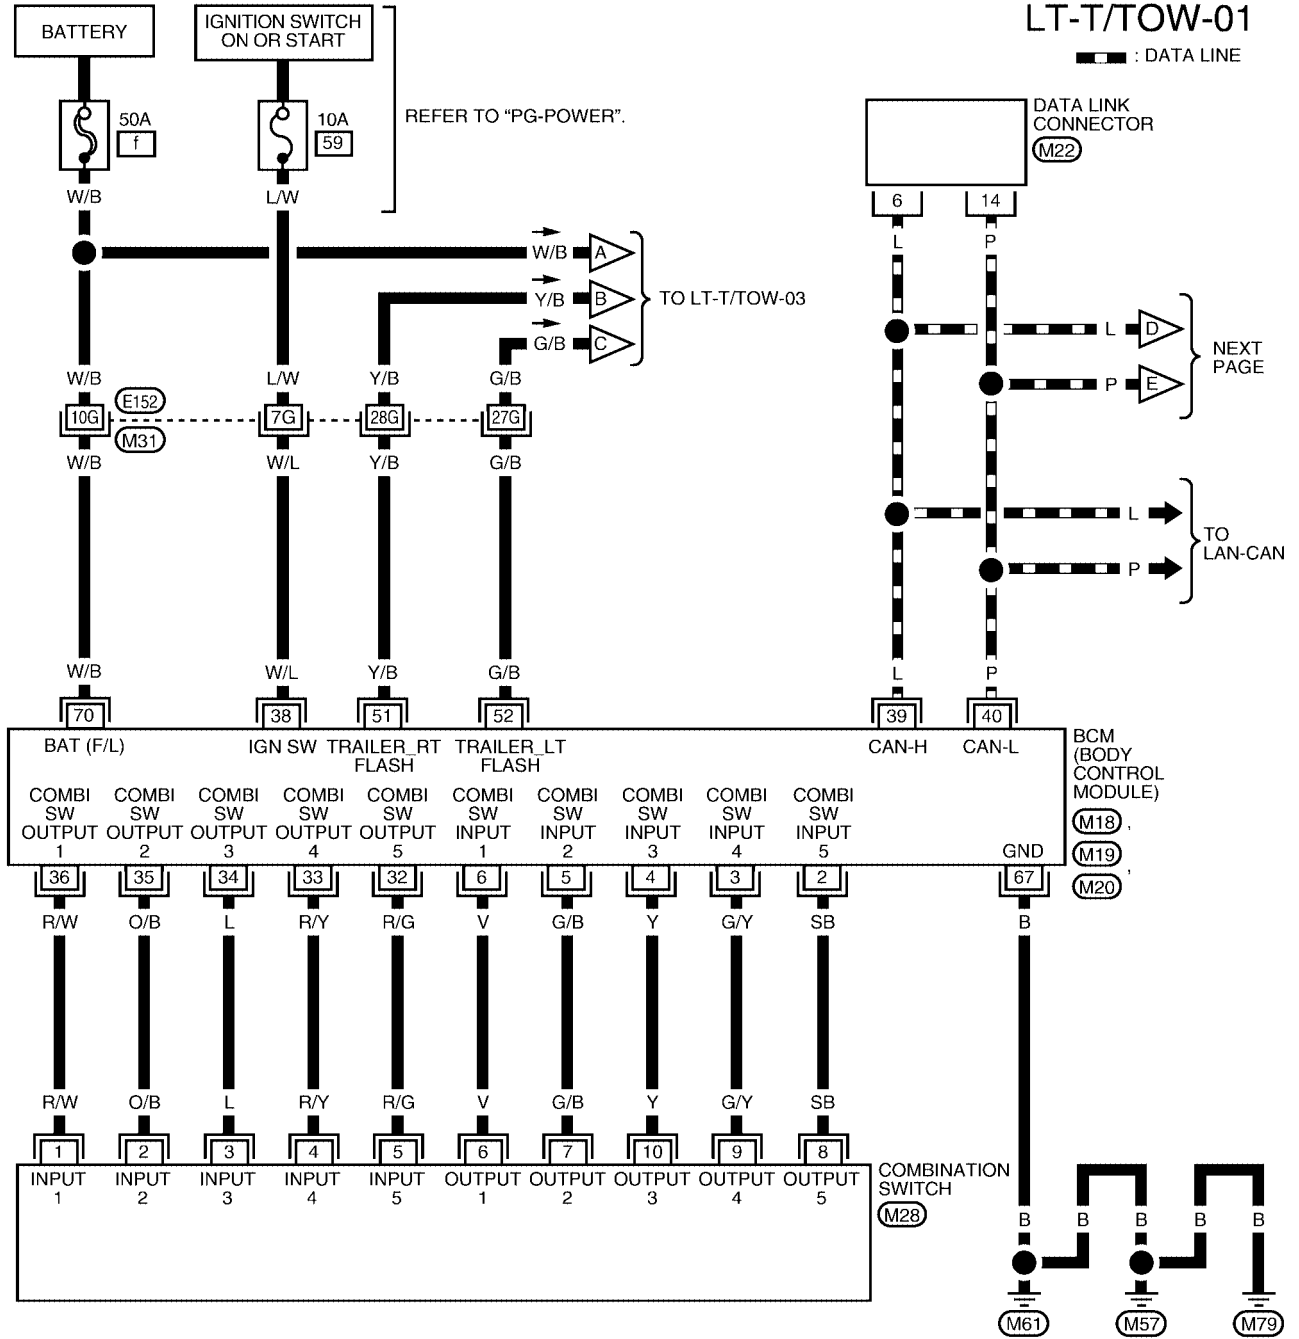 LT-T/TOW-01
: DATA LINE
BATTERY
IGNITION SWITCH
ON OR START
50A
f
10A
59
REFER TO “PG-POWER”.
DATA LINK
CONNECTOR
M22
6
14
W/B
L/W
L
P
W/B
A
Y/B
B
TO LT-T/TOW-03
G/B
C
L
D
P
E
NEXT
PAGE
W/B
L/W
Y/B
G/B
E152
10G
7G
28G
27G
M31
W/B
W/L
Y/B
G/B
L
P
TO
LAN-CAN
W/B
W/L
Y/B
G/B
L
P
70
38
51
52
39
40
BAT (F/L)
IGN SW
TRAILER_RT
FLASH
TRAILER_LT
FLASH
CAN-H
CAN-L
BCM
(BODY
CONTROL
MODULE)
M18 ,
M19 ,
M20
COMBI
SW
OUTPUT
1
COMBI
SW
OUTPUT
2
COMBI
SW
OUTPUT
3
COMBI
SW
OUTPUT
4
COMBI
SW
OUTPUT
5
COMBI
SW
INPUT
1
COMBI
SW
INPUT
2
COMBI
SW
INPUT
3
COMBI
SW
INPUT
4
COMBI
SW
INPUT
5
GND
36
35
34
33
32
6
5
4
3
2
67
R/W
O/B
L
R/Y
R/G
V
G/B
Y
G/Y
SB
B
R/W
O/B
L
R/Y
R/G
V
G/B
Y
G/Y
SB
1
2
3
4
5
6
7
10
9
8
INPUT
1
INPUT
2
INPUT
3
INPUT
4
INPUT
5
OUTPUT
1
OUTPUT
2
OUTPUT
3
OUTPUT
4
OUTPUT
5
COMBINATION
SWITCH
M28
B
B
B
B
B
M61
M57
M79